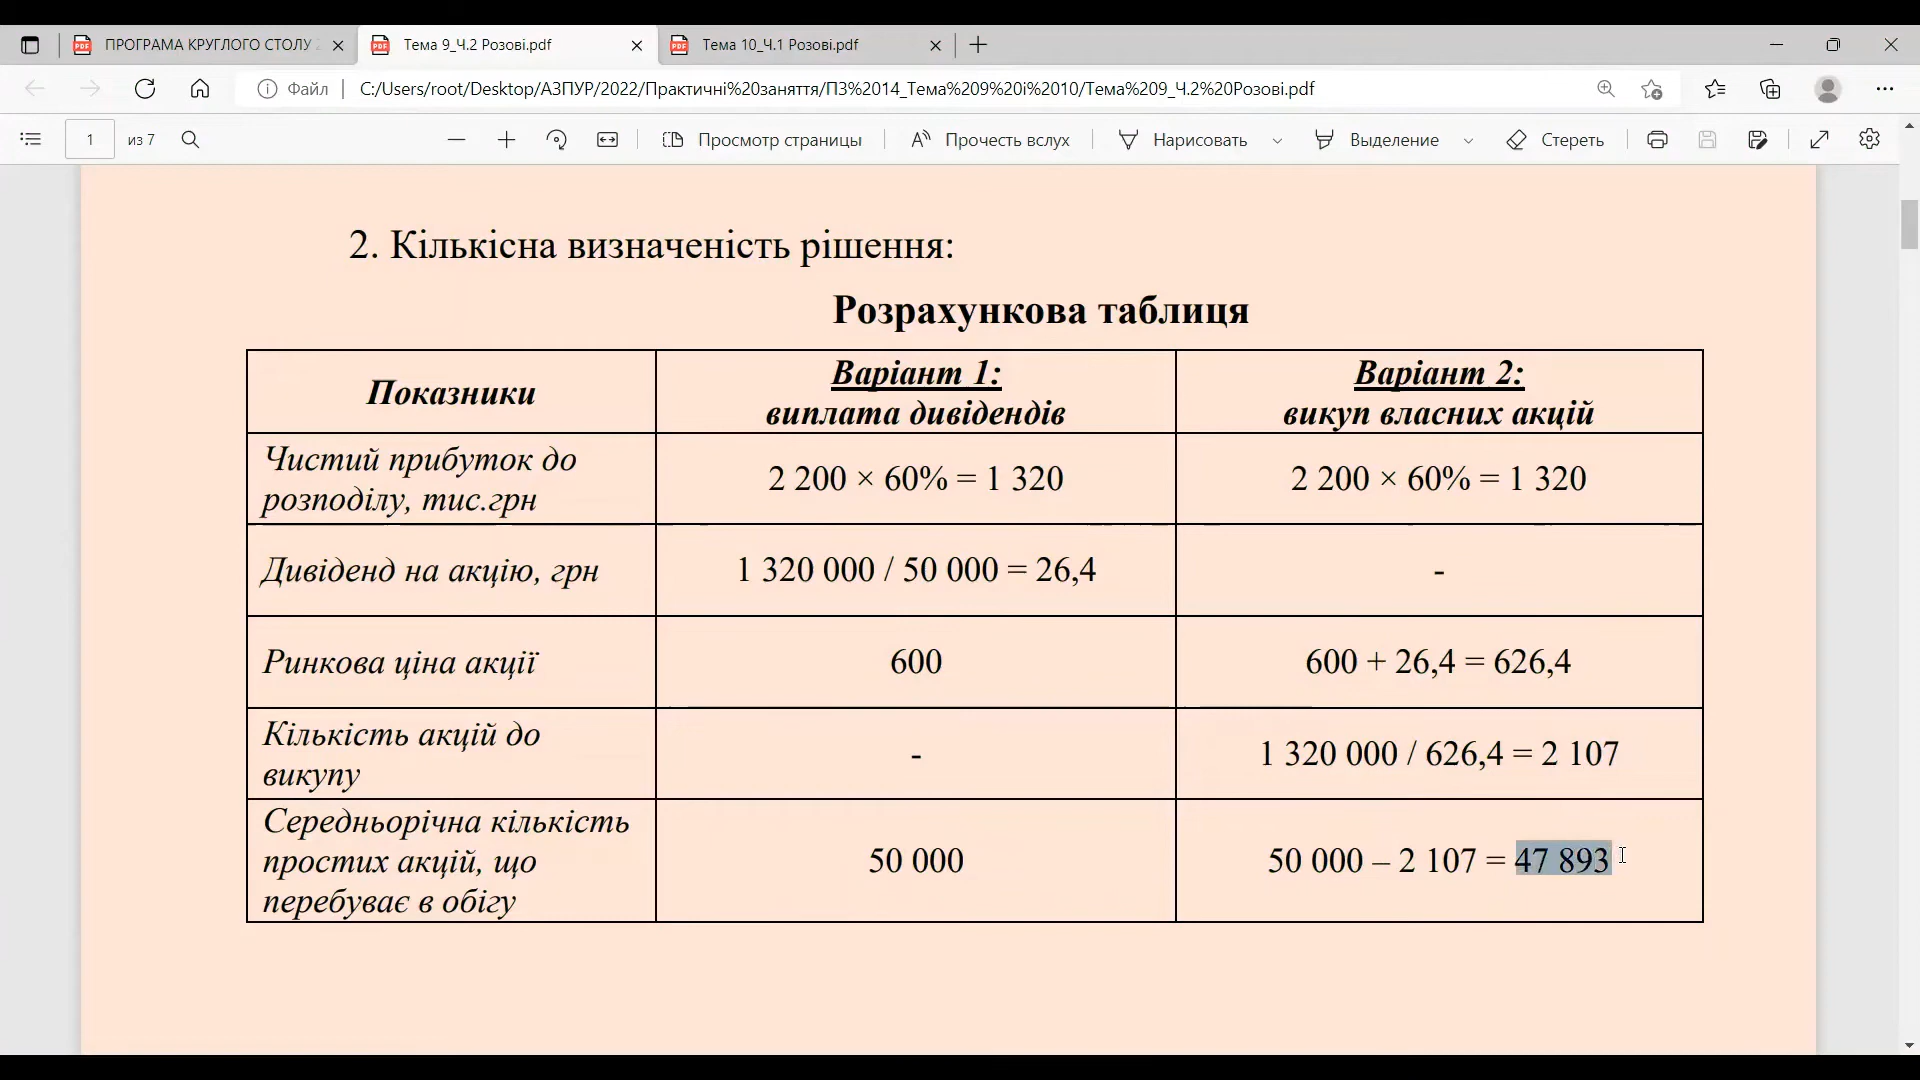 ПРОГРАМА КРУГЛОГО СТОЛУ
Тема 9_Ч.2 Розові.pdf
Тема 10_Ч.1 Розові.pdf
Файл
C:/Users/root/Desktop/АЗПУР/2022/Практичні%20заняття/ПЗ%2014_Тема%209%20і%2010/Тема%209_Ч.2%20Розові.pdf
1 из 7
Просмотр страницы
Прочесть вслух
Нарисовать
Выделение
Стереть
2. Кількісна визначеність рішення:
Розрахункова таблиця
Показники
Варіант 1:
виплата дивідендів
Варіант 2:
викуп власних акцій
Чистий прибуток до
розподілу, тис.грн
2 200 × 60% = 1 320
2 200 × 60% = 1 320
Дивіденд на акцію, грн
1 320 000 / 50 000 = 26,4
-
Ринкова ціна акції
600
600 + 26,4 = 626,4
Кількість акцій до
викупу
-
1 320 000 / 626,4 = 2 107
Середньорічна кількість
простих акцій, що
перебуває в обігу
50 000
50 000 – 2 107 = 47 893